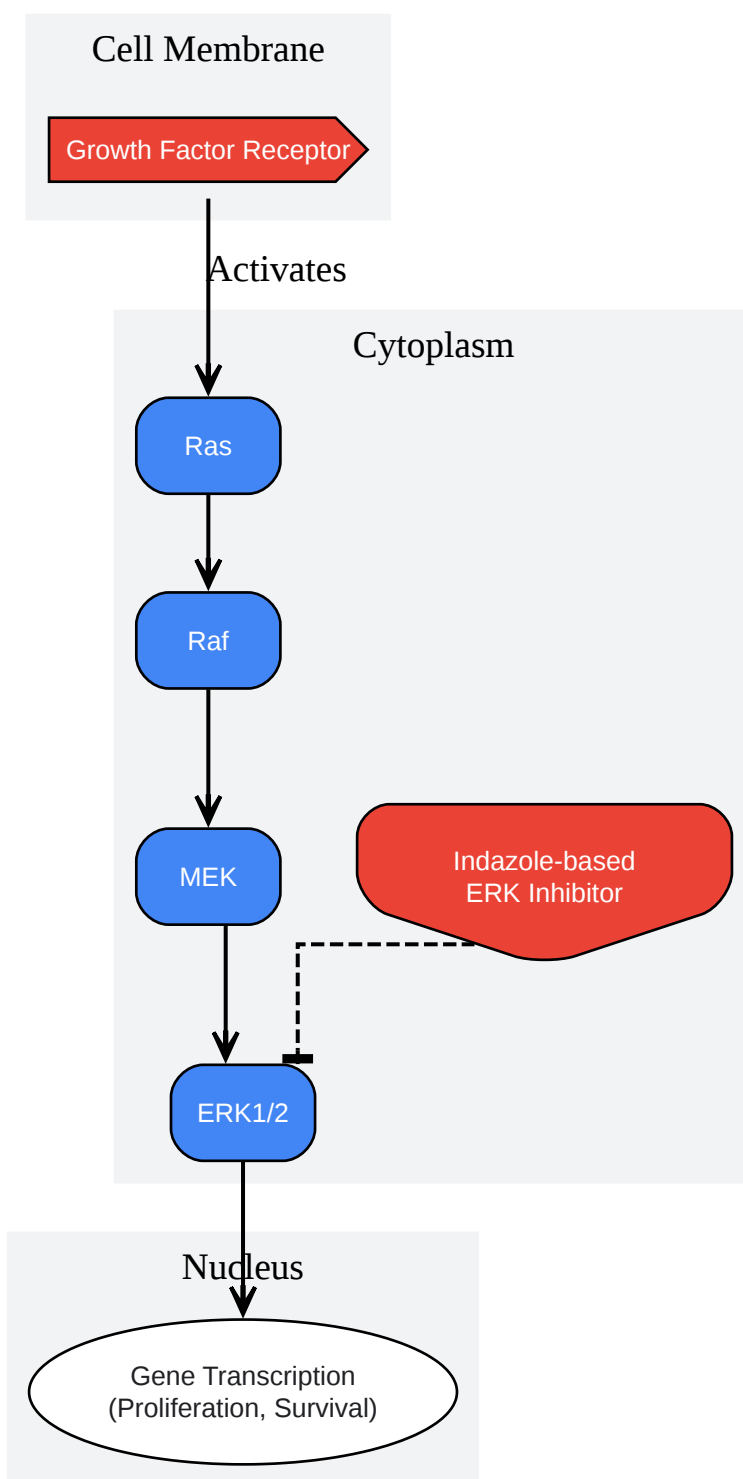 Cell Membrane
Growth Factor Receptor
Activates
Cytoplasm
Ras
Raf
MEK
Indazole-based
ERK Inhibitor
ERK1/2
Nucleus
Gene Transcription
(Proliferation, Survival)